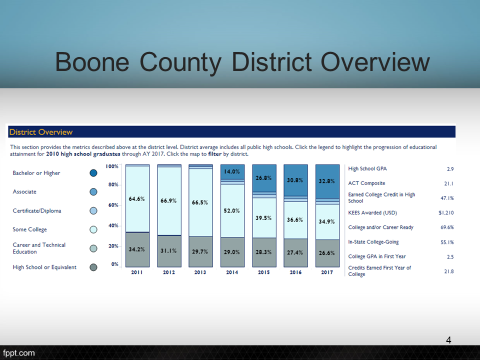 Boone County District Overview
District Overview
This section provides the metrics described above at the district level. District average includes all public high schools. Click the legend to highlight the progression of educational
attainment for 2010 high school graduates through AY 2017. Click the map to filter by district.
Bachelor or Higher
Associate
Certificate/Diploma
Some College
Career and Technical
Education
High School or Equivalent
100%
80%
60%
40%
20%
0%
14.0% 26.8% 30.8% 32.8%
64.6% 66.9% 66.5% 52.0% 39.5% 36.6% 34.9%
34.2% 31.1% 29.7% 29.0% 28.3% 27.4% 26.6%
2011 2012 2013 2014 2015 2016 2017
High School GPA 2.9
ACT Composite 21.1
Earned College Credit in High
School 47.1%
KEES Awarded (USD) $1,210
College and/or Career Ready 69.6%
In-State College-Going 55.1%
College GPA in First Year 2.5
Credits Earned First Year of
College 21.8
4
fppt.com